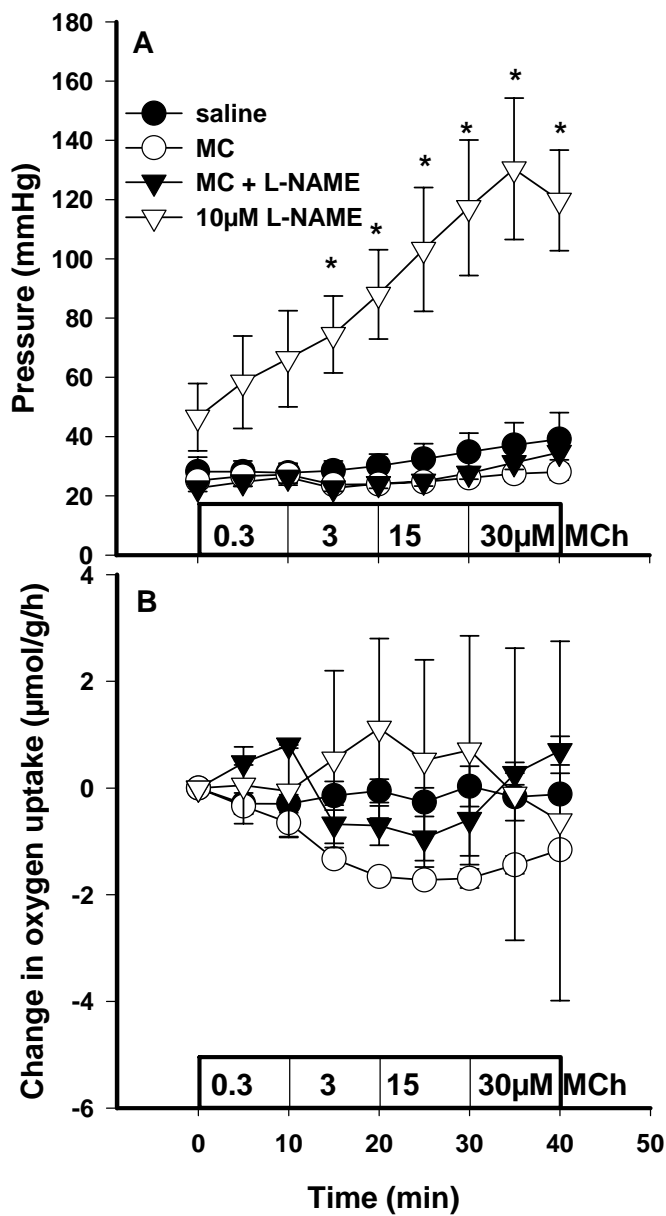 A
180
160
140
120
100
80
60
40
20
0
Pressure (mmHg)
saline
MC
MC + L-NAME
10µM L-NAME
* * * * * *
0.3 3 15 30µM MCh
B
4
2
0
-2
-4
-6
Change in oxygen uptake (µmol/g/h)
0.3 3 15 30µM MCh
0 10 20 30 40 50
Time (min)